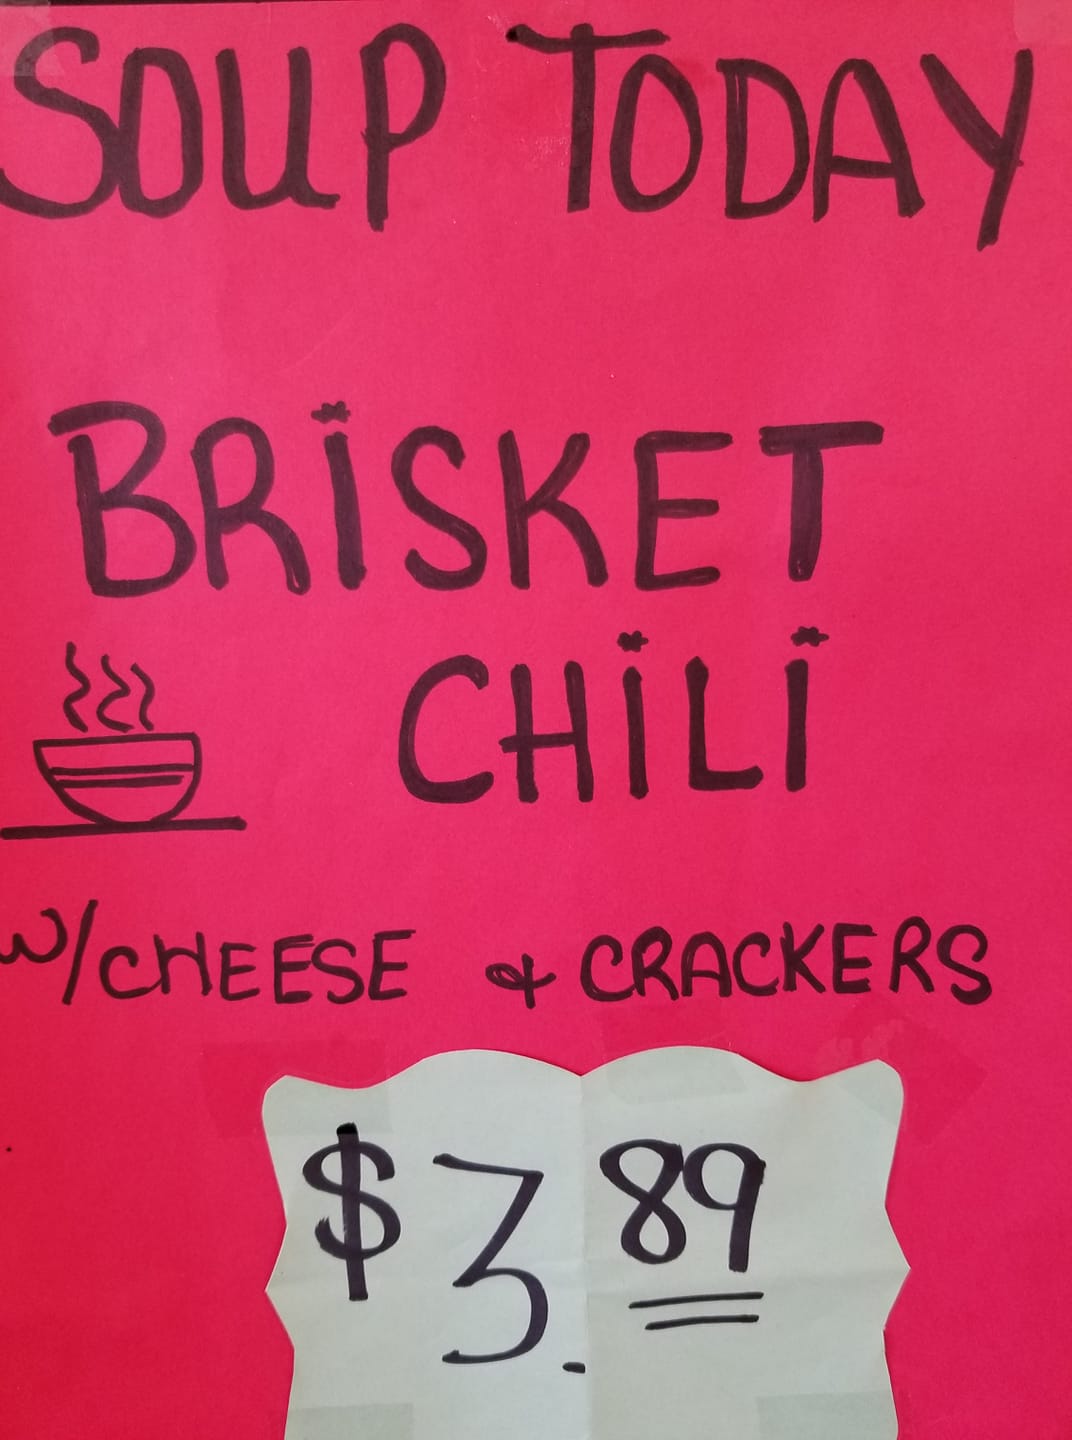 SOUP TODAY
BRiSKET
CHiLi
W/CHEESE & CRACKERS
$3.89